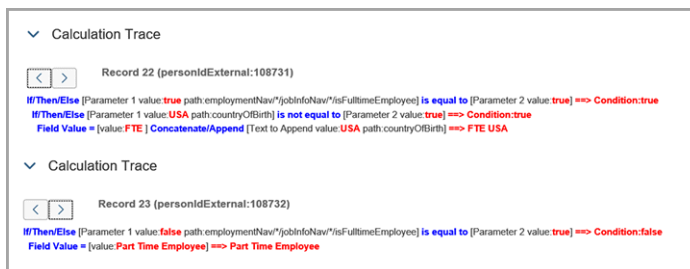 Calculation Trace
Record 22 (personIdExternal:108731)
If/Then/Else [Parameter 1 value:true path:employmentNav/*/jobInfoNav/*/isFulltimeEmployee] is equal to [Parameter 2 value:true] ==> Condition:true
If/Then/Else [Parameter 1 value:USA path:countryOfBirth] is not equal to [Parameter 2 value:true] ==> Condition:true
Field Value = [value:FTE ] Concatenate/Append [Text to Append value:USA path:countryOfBirth] ==> FTE USA
Calculation Trace
Record 23 (personIdExternal:108732)
If/Then/Else [Parameter 1 value:false path:employmentNav/*/jobInfoNav/*/isFulltimeEmployee] is equal to [Parameter 2 value:true] ==> Condition:false
Field Value = [value:Part Time Employee] ==> Part Time Employee